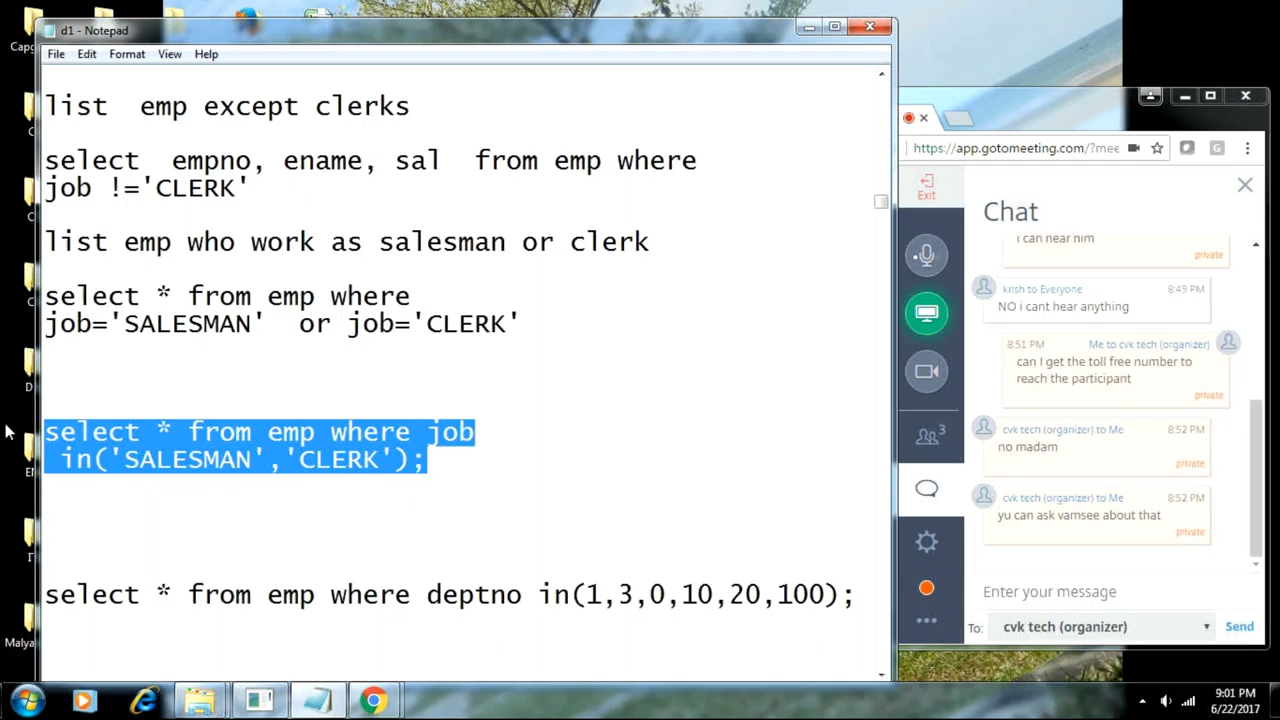 d1 - Notepad
File Edit Format View Help
list emp except clerks
select empno, ename, sal from emp where
job !='CLERK'
list emp who work as salesman or clerk
select * from emp where
job='SALESMAN' or job='CLERK'
select * from emp where job
in('SALESMAN','CLERK');
select * from emp where deptno in(1,3,0,10,20,100);
https://app.gotomeeting.com/?mee
Exit
3
Chat
private
krish to Everyone 8:49 PM
NO i cant hear anything
8:51 PM Me to cvk tech (organizer)
can I get the toll free number to
reach the participant
private
cvk tech (organizer) to Me 8:52 PM
no madam
private
cvk tech (organizer) to Me 8:52 PM
yu can ask vamsee about that
private
Enter your message
To: cvk tech (organizer) Send
Malya
9:01 PM
6/22/2017